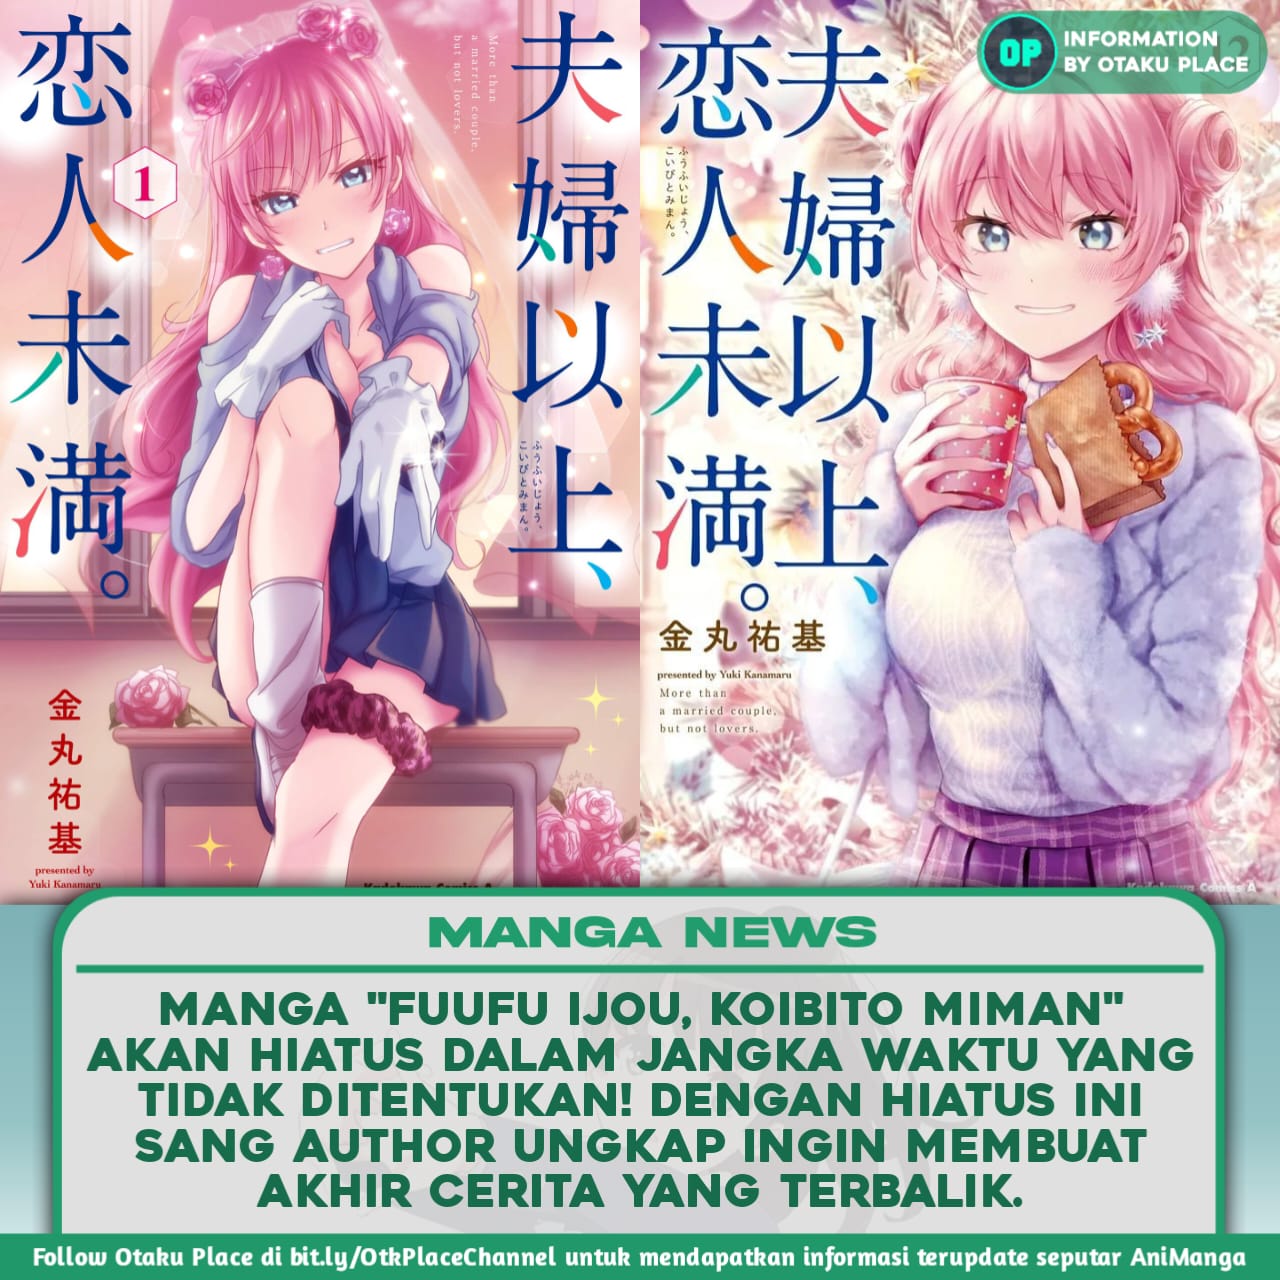 夫婦以上、
恋人未満。
ふうふいじょう、
こいびとみまん。
More than
a married couple,
but not lovers.
1
金丸祐基
presented by
Yuki Kanamaru
Kadokawa Comics A
夫婦以上、
恋人未満。
ふうふいじょう、
こいびとみまん。
金丸祐基
presented by Yuki Kanamaru
More than
a married couple,
but not lovers.
Kadokawa Comics A
OP
INFORMATION
BY OTAKU PLACE
MANGA NEWS
MANGA "FUUFU IJOU, KOIBITO MIMAN"
AKAN HIATUS DALAM JANGKA WAKTU YANG
TIDAK DITENTUKAN! DENGAN HIATUS INI
SANG AUTHOR UNGKAP INGIN MEMBUAT
AKHIR CERITA YANG TERBALIK.
Follow Otaku Place di bit.ly/OtkPlaceChannel untuk mendapatkan informasi terupdate seputar AniManga